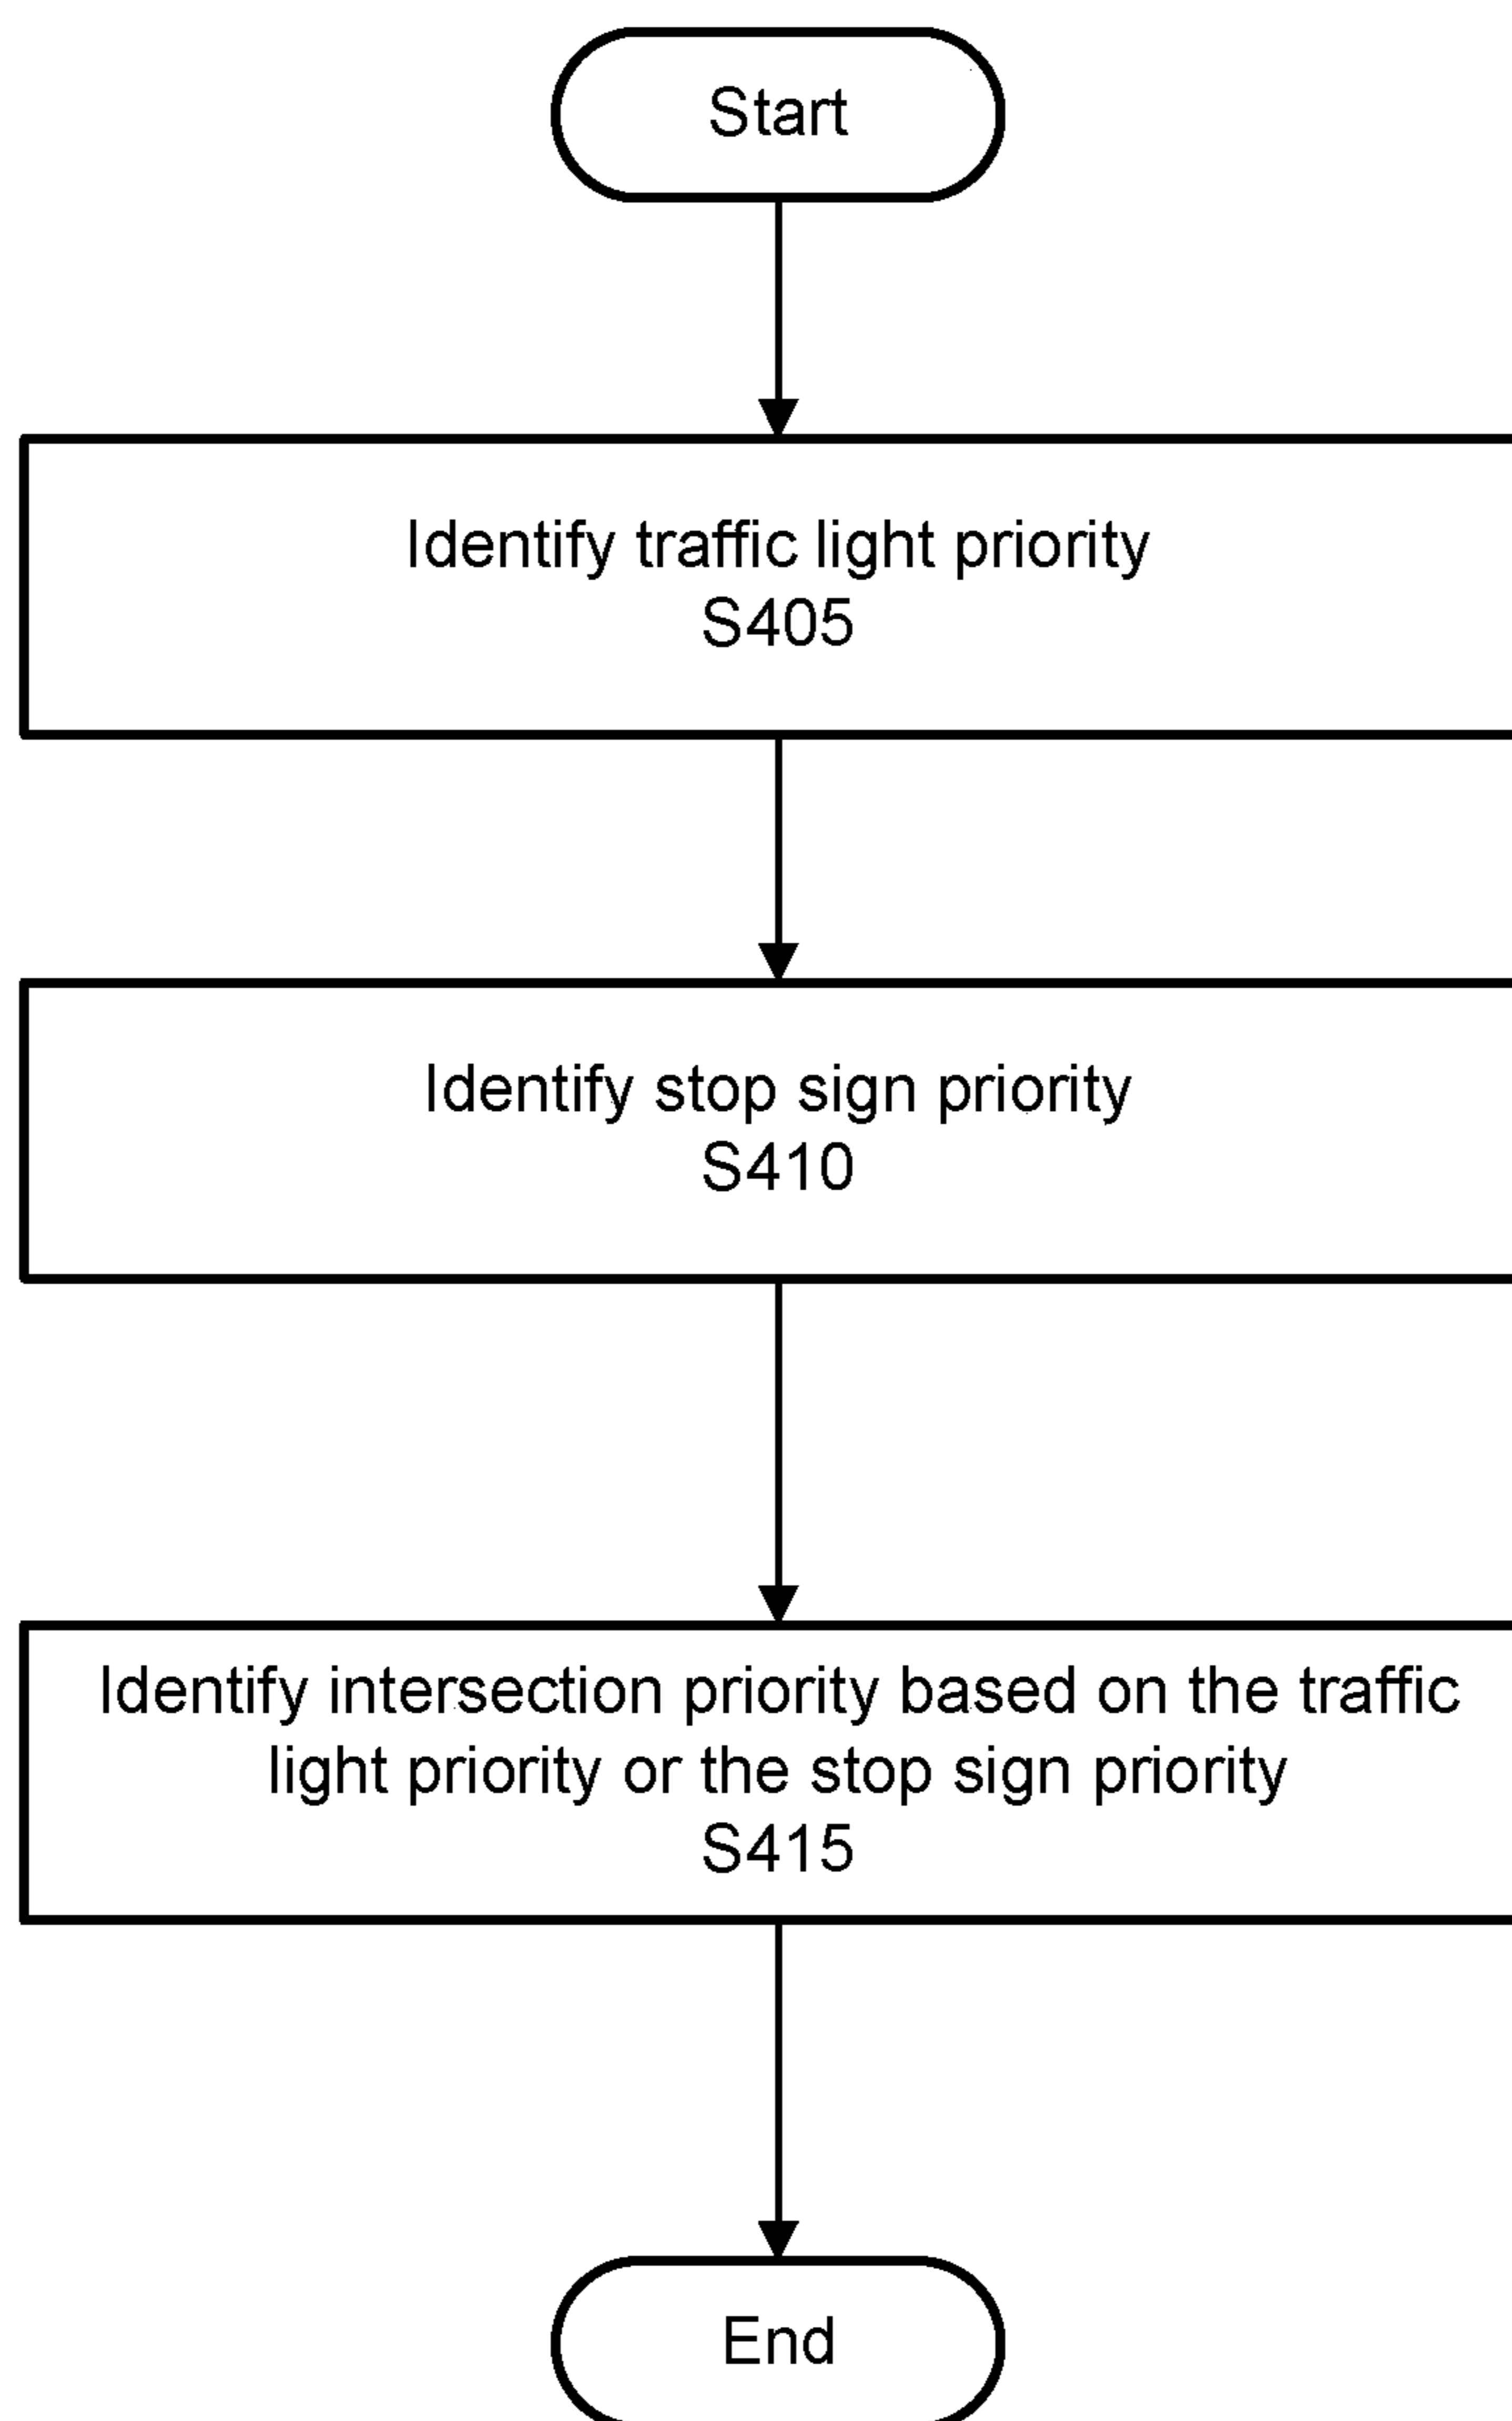 Start
Identify traffic light priority
S405
Identify stop sign priority
S410
Identify intersection priority based on the traffic
light priority or the stop sign priority
S415
End